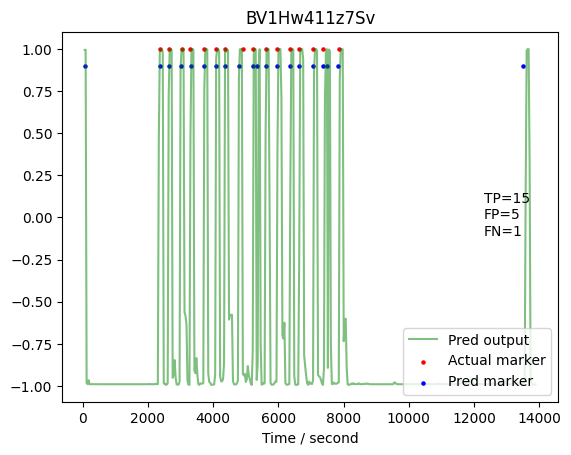 BV1Hw411z7Sv
1.00
0.75
0.50
0.25
0.00
−0.25
−0.50
−0.75
−1.00
TP=15
FP=5
FN=1
Pred output
Actual marker
Pred marker
0 2000 4000 6000 8000 10000 12000 14000
Time / second